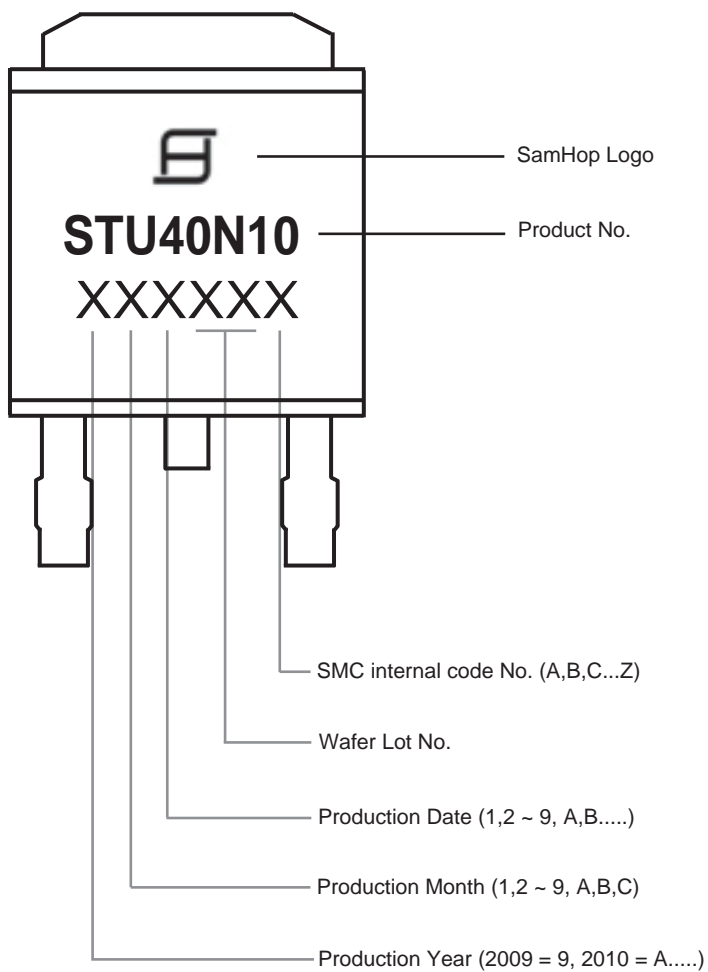 SamHop Logo
STU40N10
Product No.
XXXXXX
SMC internal code No. (A,B,C...Z)
Wafer Lot No.
Production Date (1,2 ~ 9, A,B.....)
Production Month (1,2 ~ 9, A,B,C)
Production Year (2009 = 9, 2010 = A.....)